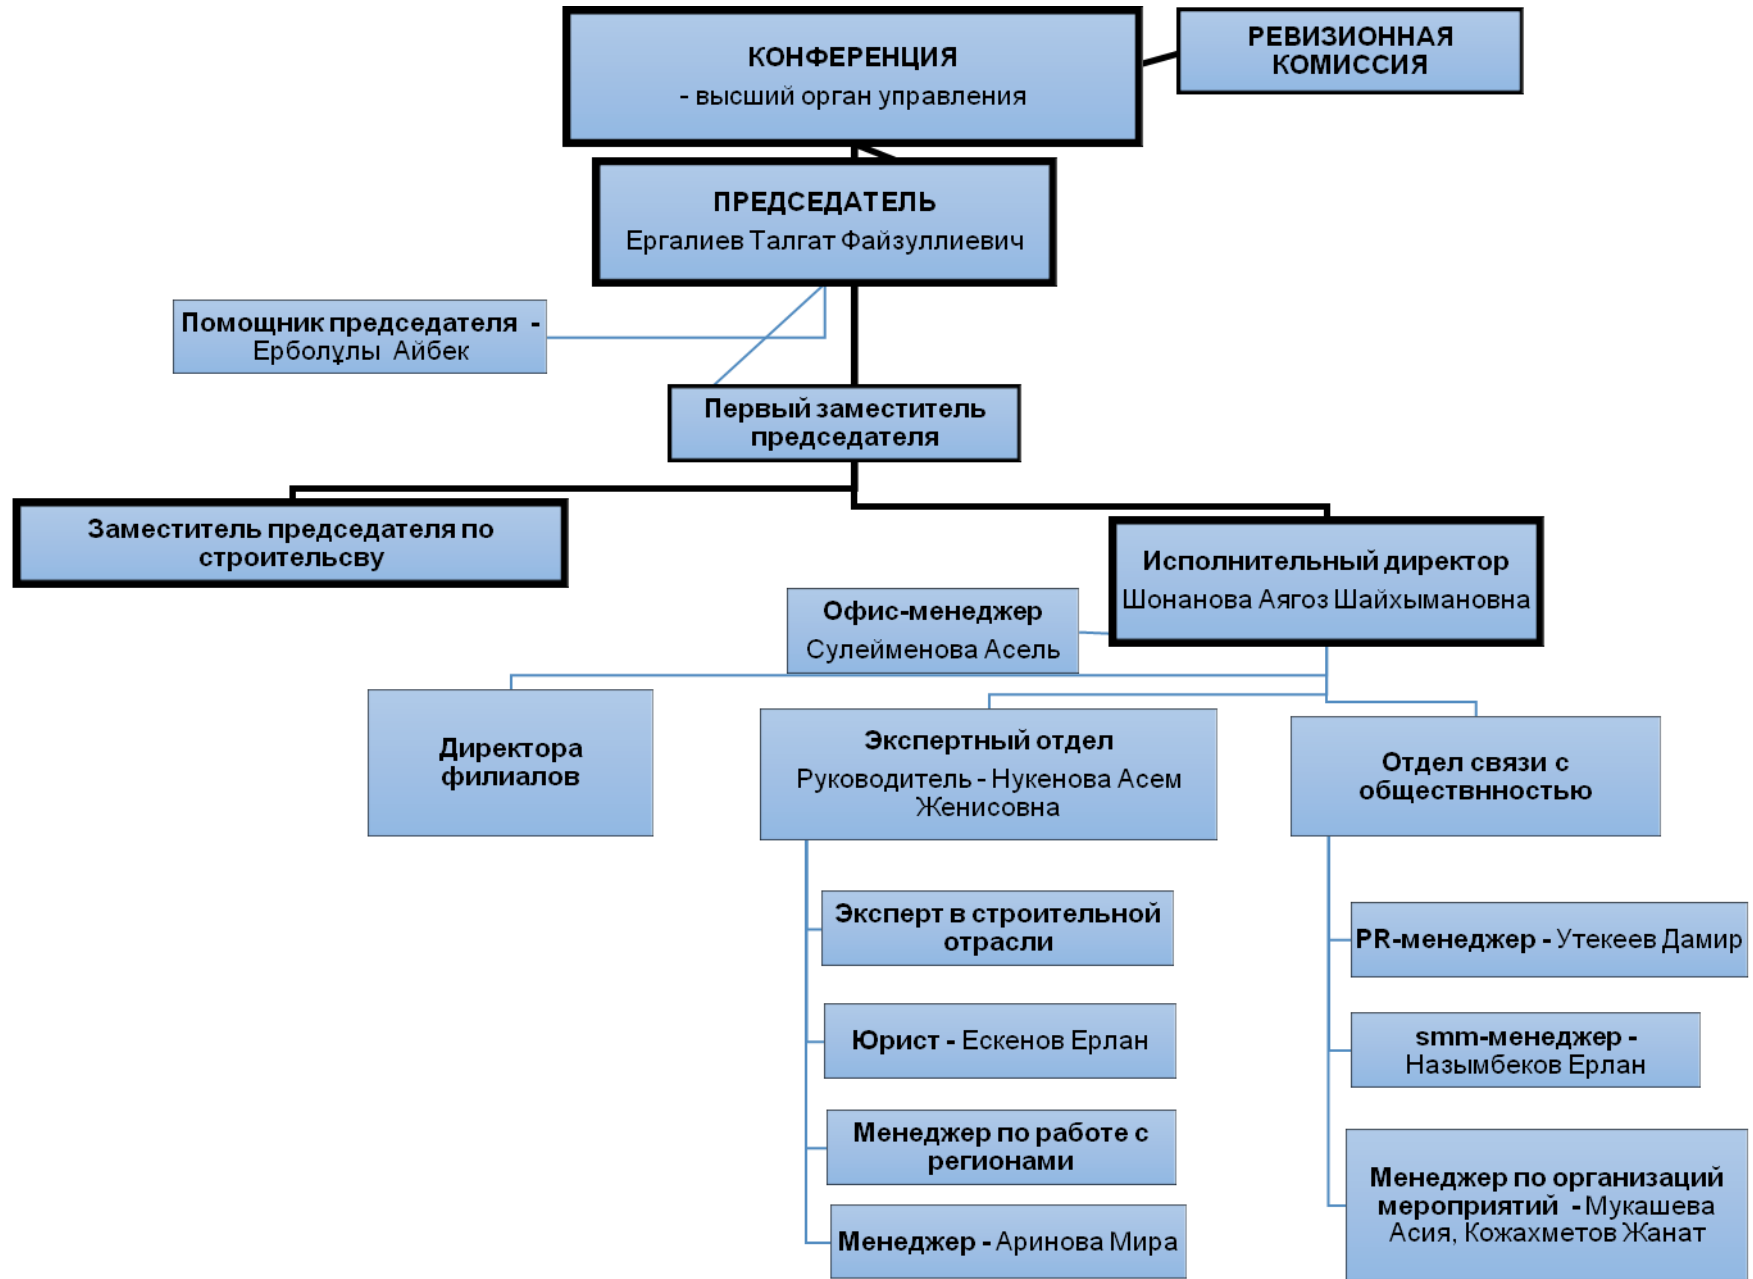 КОНФЕРЕНЦИЯ
- высший орган управления
РЕВИЗИОННАЯ
КОМИССИЯ
ПРЕДСЕДАТЕЛЬ
Ергалиев Талгат Файзуллиевич
Помощник председателя -
Ерболұлы Айбек
Первый заместитель
председателя
Заместитель председателя по
строительсву
Исполнительный директор
Шонанова Аягоз Шайхымановна
Офис-менеджер
Сулейменова Асель
Директора
филиалов
Экспертный отдел
Руководитель - Нукенова Асем
Женисовна
Отдел связи с
обществнностью
Эксперт в строительной
отрасли
Юрист - Ескенов Ерлан
Менеджер по работе с
регионами
Менеджер - Аринова Мира
PR-менеджер - Утекеев Дамир
smm-менеджер -
Назымбеков Ерлан
Менеджер по организаций
мероприятий - Мукашева
Асия, Кожахметов Жанат